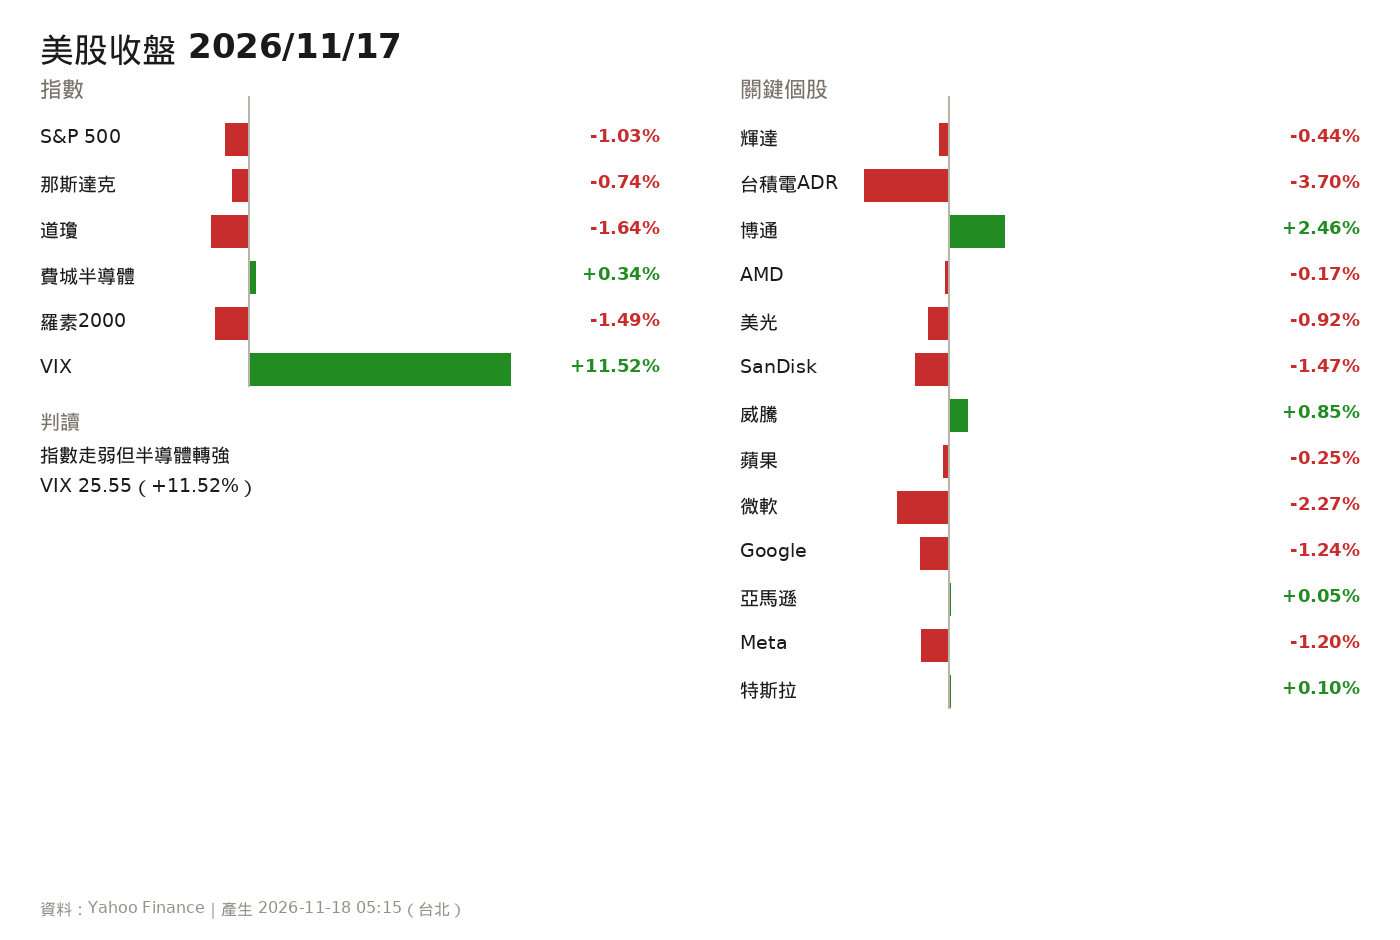 美股收盤 2026/11/17
指數
S&P 500 -1.03%
那斯達克 -0.74%
道瓊 -1.64%
費城半導體 +0.34%
羅素2000 -1.49%
VIX +11.52%
判讀
指數走弱但半導體轉強
VIX 25.55（+11.52%）
關鍵個股
輝達 -0.44%
台積電ADR -3.70%
博通 +2.46%
AMD -0.17%
美光 -0.92%
SanDisk -1.47%
威騰 +0.85%
蘋果 -0.25%
微軟 -2.27%
Google -1.24%
亞馬遜 +0.05%
Meta -1.20%
特斯拉 +0.10%
資料：Yahoo Finance｜產生 2026-11-18 05:15（台北）